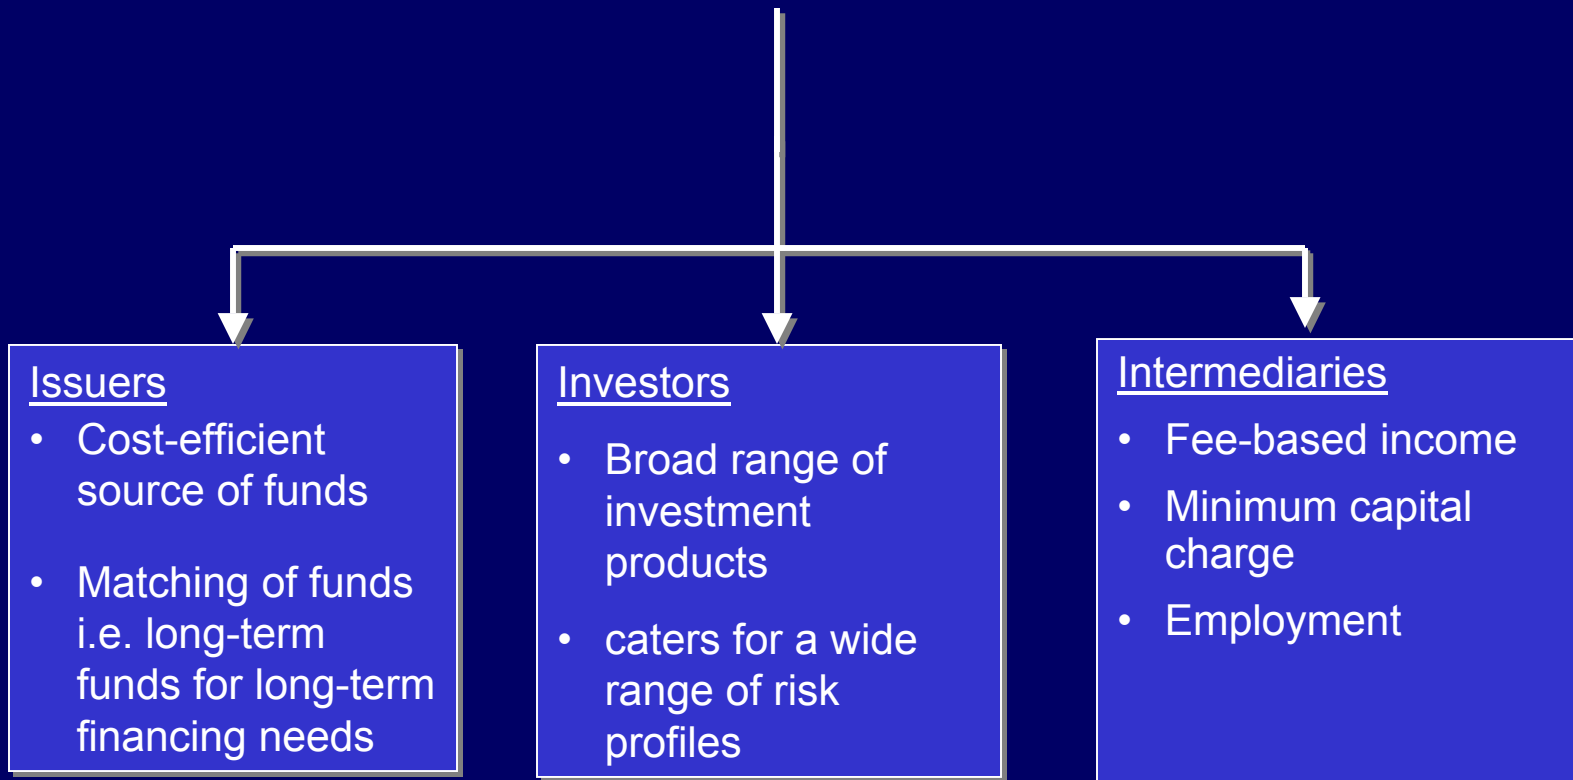 Issuers
• Cost-efficient
source of funds
• Matching of funds
i.e. long-term
funds for long-term
financing needs
Investors
• Broad range of
investment
products
• caters for a wide
range of risk
profiles
Intermediaries
• Fee-based income
• Minimum capital
charge
• Employment